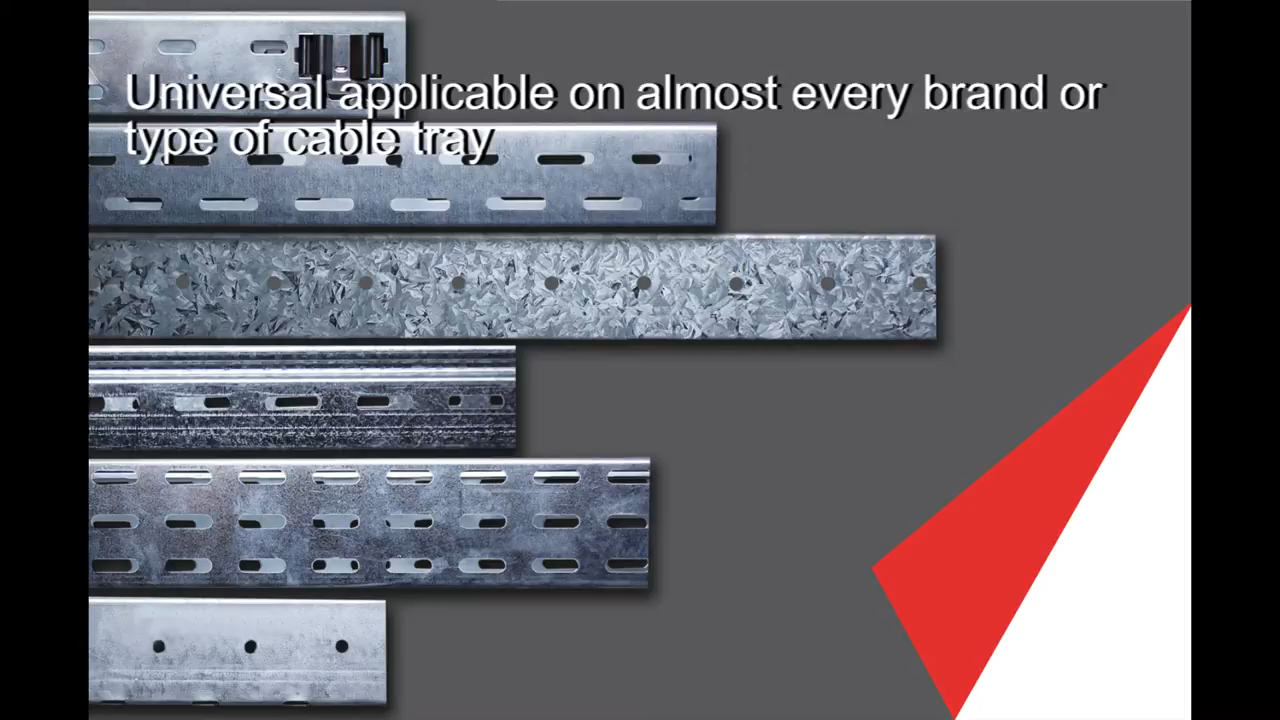 Universal applicable on almost every brand or
type of cable tray